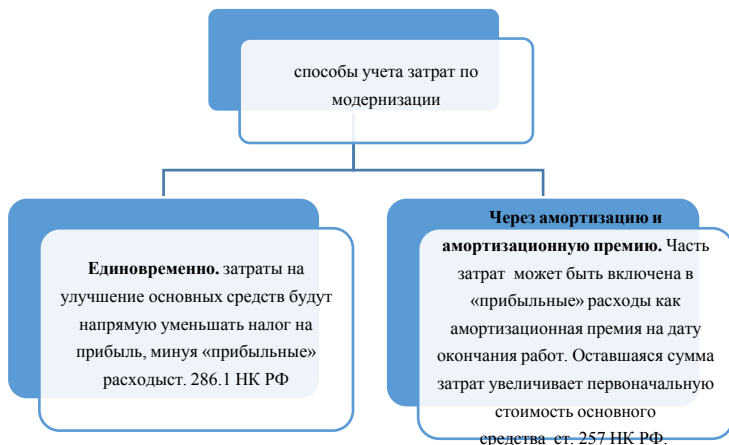 способы учета затрат по
модернизации
Единовременно. затраты на
улучшение основных средств будут
напрямую уменьшать налог на
прибыль, минуя «прибыльные»
расходыст. 286.1 НК РФ
Через амортизацию и
амортизационную премию. Часть
затрат может быть включена в
«прибыльные» расходы как
амортизационная премия на дату
окончания работ. Оставшаяся сумма
затрат увеличивает первоначальную
стоимость основного
средства ст. 257 НК РФ.